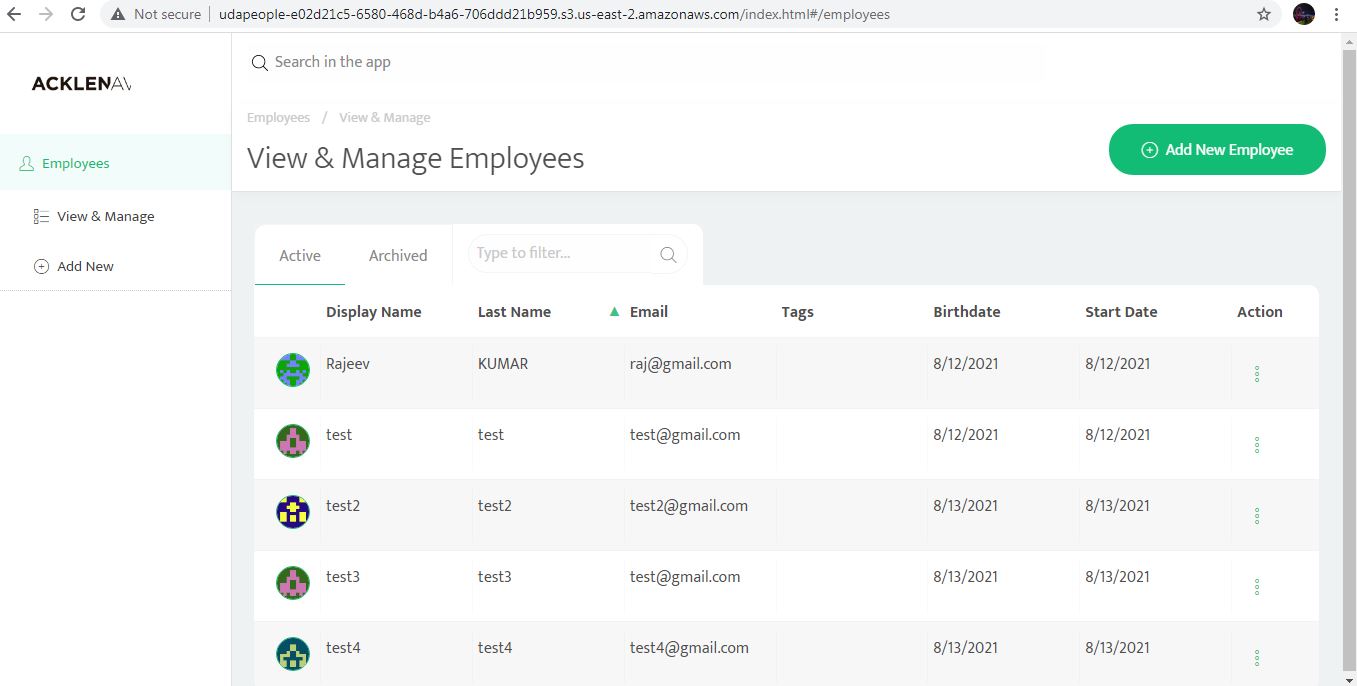 Not secure udapeople-e02d21c5-6580-468d-b4a6-706ddd21b959.s3.us-east-2.amazonaws.com/index.html#/employees
ACKLENAV
Search in the app
Employees / View & Manage
View & Manage Employees
Add New Employee
Employees
View & Manage
Add New
Active Archived Type to filter...
Display Name Last Name Email Tags Birthdate Start Date Action
Rajeev KUMAR raj@gmail.com 8/12/2021 8/12/2021
test test test@gmail.com 8/12/2021 8/12/2021
test2 test2 test2@gmail.com 8/13/2021 8/13/2021
test3 test3 test@gmail.com 8/13/2021 8/13/2021
test4 test4 test4@gmail.com 8/13/2021 8/13/2021